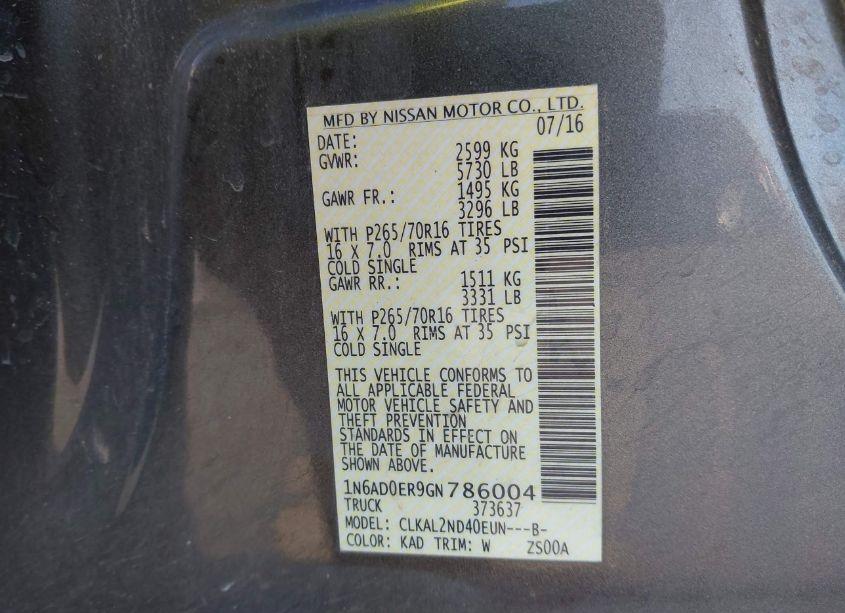 MFD BY NISSAN MOTOR CO., LTD.
DATE: 07/16
GVWR: 2599 KG
5730 LB
GAWR FR.: 1495 KG
3296 LB
WITH P265/70R16 TIRES
16 X 7.0 RIMS AT 35 PSI
COLD SINGLE
GAWR RR.: 1511 KG
3331 LB
WITH P265/70R16 TIRES
16 X 7.0 RIMS AT 35 PSI
COLD SINGLE
THIS VEHICLE CONFORMS TO
ALL APPLICABLE FEDERAL
MOTOR VEHICLE SAFETY AND
THEFT PREVENTION
STANDARDS IN EFFECT ON
THE DATE OF MANUFACTURE
SHOWN ABOVE.
1N6AD0ER9GN786004
TRUCK 373637
MODEL: CLKAL2ND40EUN---B-
COLOR: KAD TRIM: W ZS00A